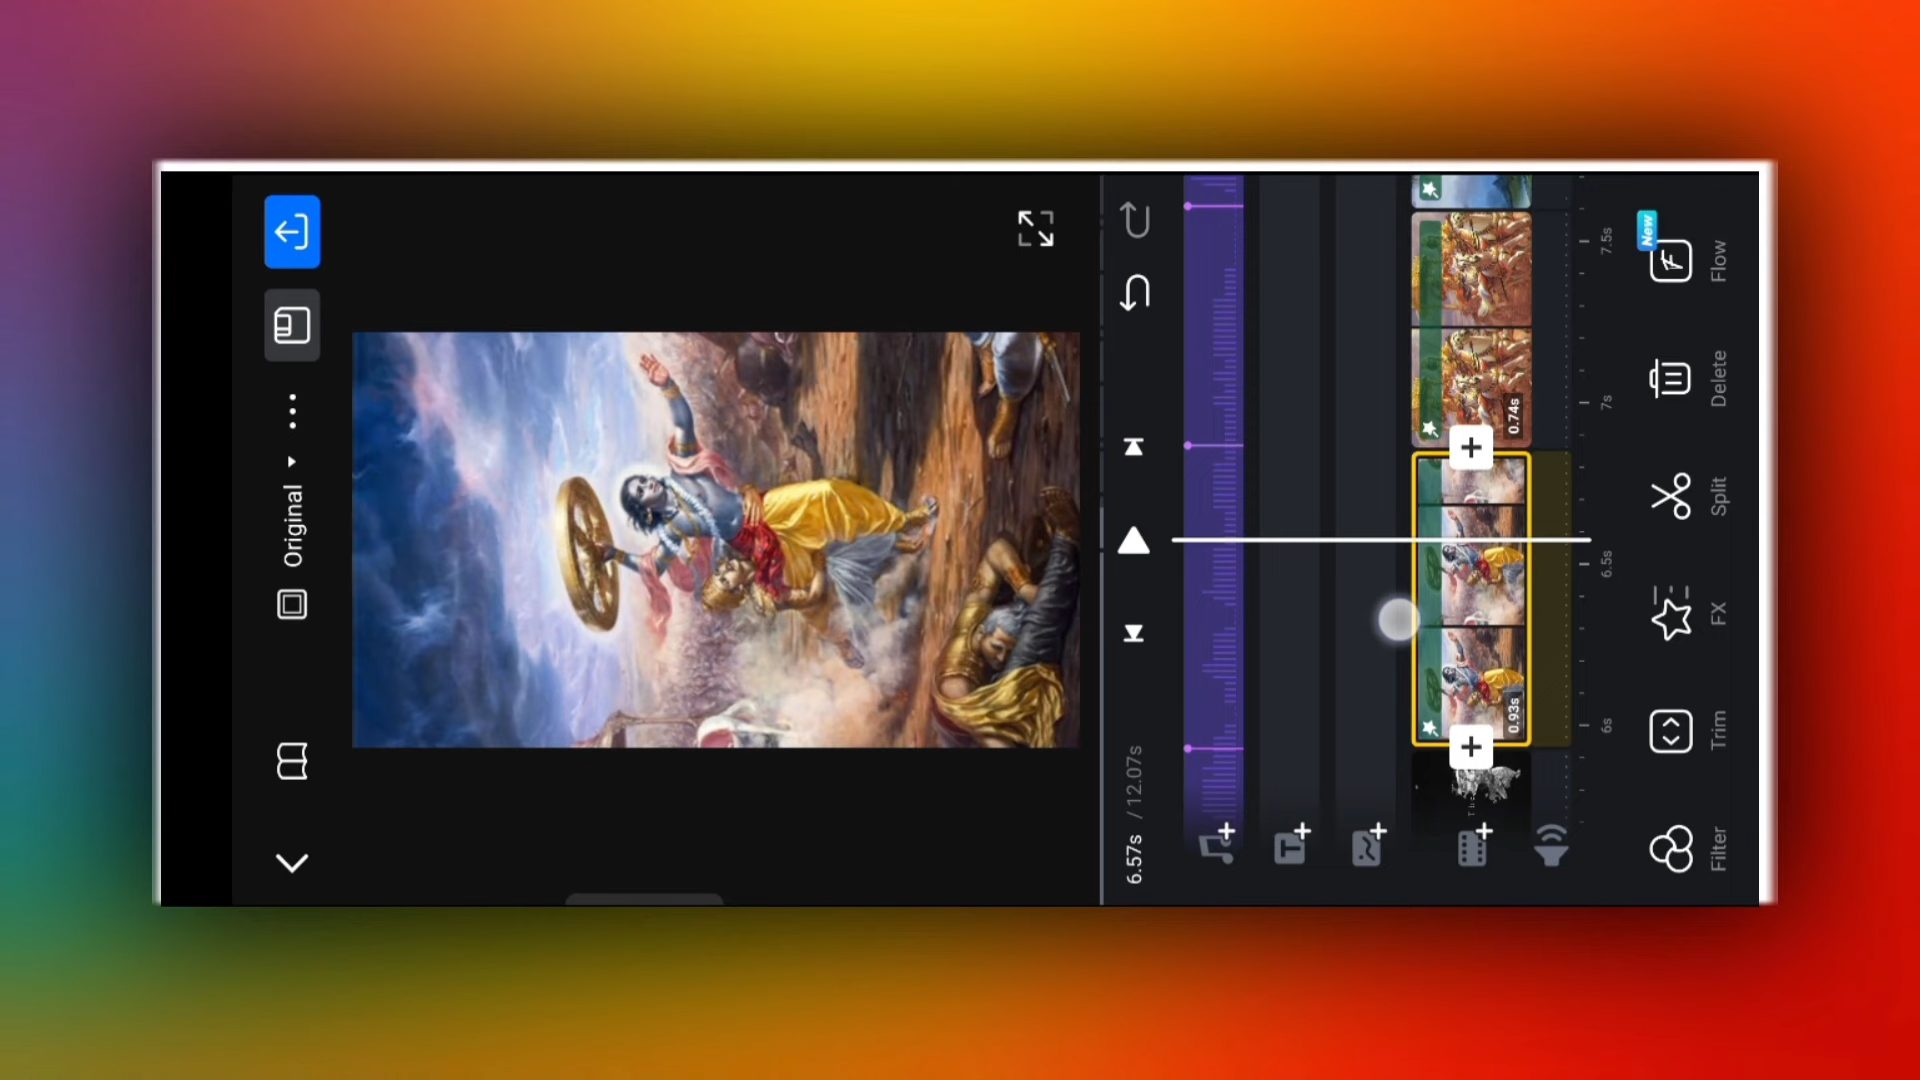 Original
6.57s / 12.07s
0.93s
0.74s
6s
6.5s
7s
7.5s
Filter
Trim
FX
Split
Delete
New
Flow